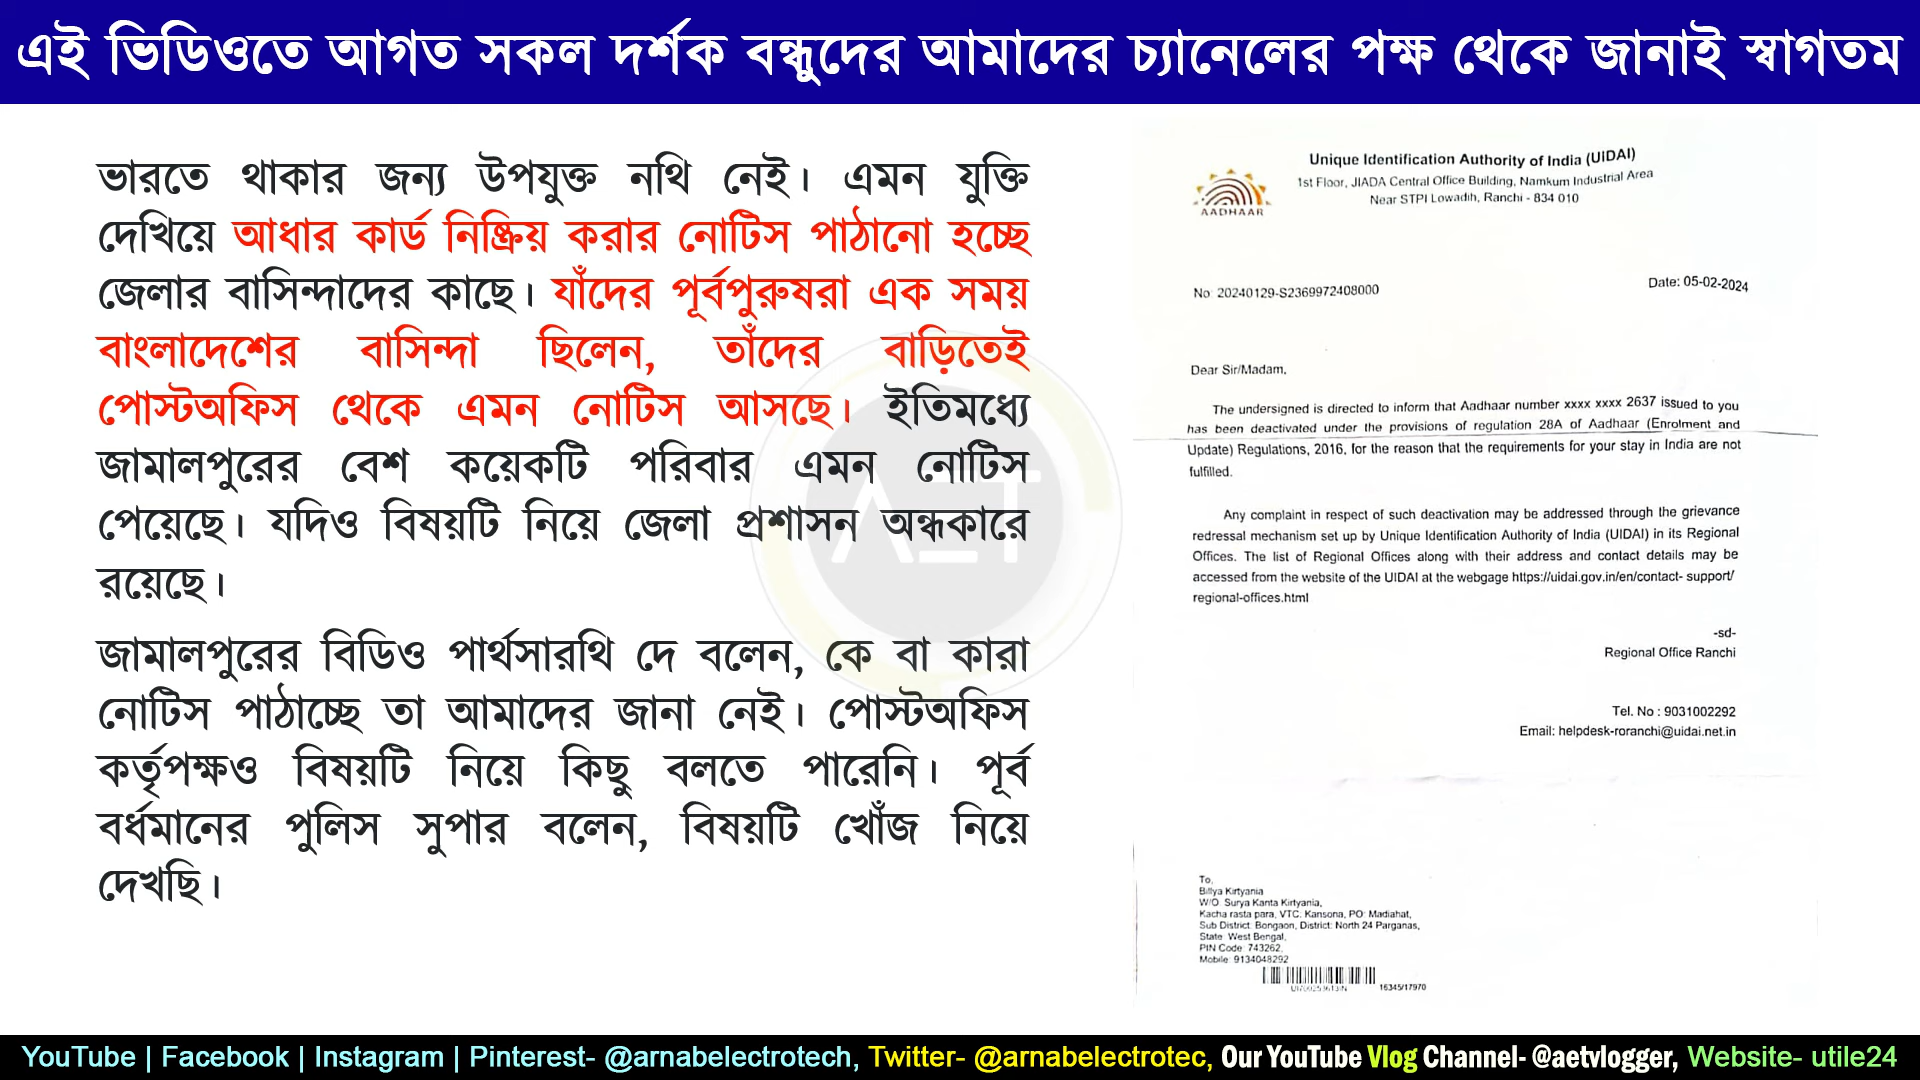 এই ভিডিওতে আগত সকল দর্শক বন্ধুদের আমাদের চ্যানেলের পক্ষ থেকে জানাই স্বাগতম
ভারতে থাকার জন্য উপযুক্ত নথি নেই। এমন যুক্তি
দেখিয়ে আধার কার্ড নিষ্ক্রিয় করার নোটিস পাঠানো হচ্ছে
জেলার বাসিন্দাদের কাছে। যাঁদের পূর্বপুরুষরা এক সময়
বাংলাদেশের বাসিন্দা ছিলেন, তাঁদের বাড়িতেই
পোস্টঅফিস থেকে এমন নোটিস আসছে। ইতিমধ্যে
জামালপুরের বেশ কয়েকটি পরিবার এমন নোটিস
পেয়েছে। যদিও বিষয়টি নিয়ে জেলা প্রশাসন অন্ধকারে
রয়েছে।
জামালপুরের বিডিও পার্থসারথি দে বলেন, কে বা কারা
নোটিস পাঠাচ্ছে তা আমাদের জানা নেই। পোস্টঅফিস
কর্তৃপক্ষও বিষয়টি নিয়ে কিছু বলতে পারেনি। পূর্ব
বর্ধমানের পুলিস সুপার বলেন, বিষয়টি খোঁজ নিয়ে
দেখছি।
AET
AADHAAR
Unique Identification Authority of India (UIDAI)
1st Floor, JIADA Central Office Building, Namkum Industrial Area
Near STPI Lowadih, Ranchi - 834 010
No: 20240129-S2369972408000
Date: 05-02-2024
Dear Sir/Madam,
The undersigned is directed to inform that Aadhaar number xxxx xxxx 2637 issued to you
has been deactivated under the provisions of regulation 28A of Aadhaar (Enrolment and
Update) Regulations, 2016, for the reason that the requirements for your stay in India are not
fulfilled.
Any complaint in respect of such deactivation may be addressed through the grievance
redressal mechanism set up by Unique Identification Authority of India (UIDAI) in its Regional
Offices. The list of Regional Offices along with their address and contact details may be
accessed from the website of the UIDAI at the webgage https://uidai.gov.in/en/contact- support/
regional-offices.html
-sd-
Regional Office Ranchi
Tel. No : 9031002292
Email: helpdesk-roranchi@uidai.net.in
To,
Kirtyania
W/O: Surya Kanta Kirtyania,
Kacha rasta para, VTC: Kansona, PO: Madiahat,
Sub District: Bongaon, District: North 24 Parganas,
State: West Bengal,
PIN Code: 743262,
Mobile: 9134048292
16345/17970
YouTube | Facebook | Instagram | Pinterest- @arnabelectrotech, Twitter- @arnabelectrotec, Our YouTube Vlog Channel- @aetvlogger, Website- utile24